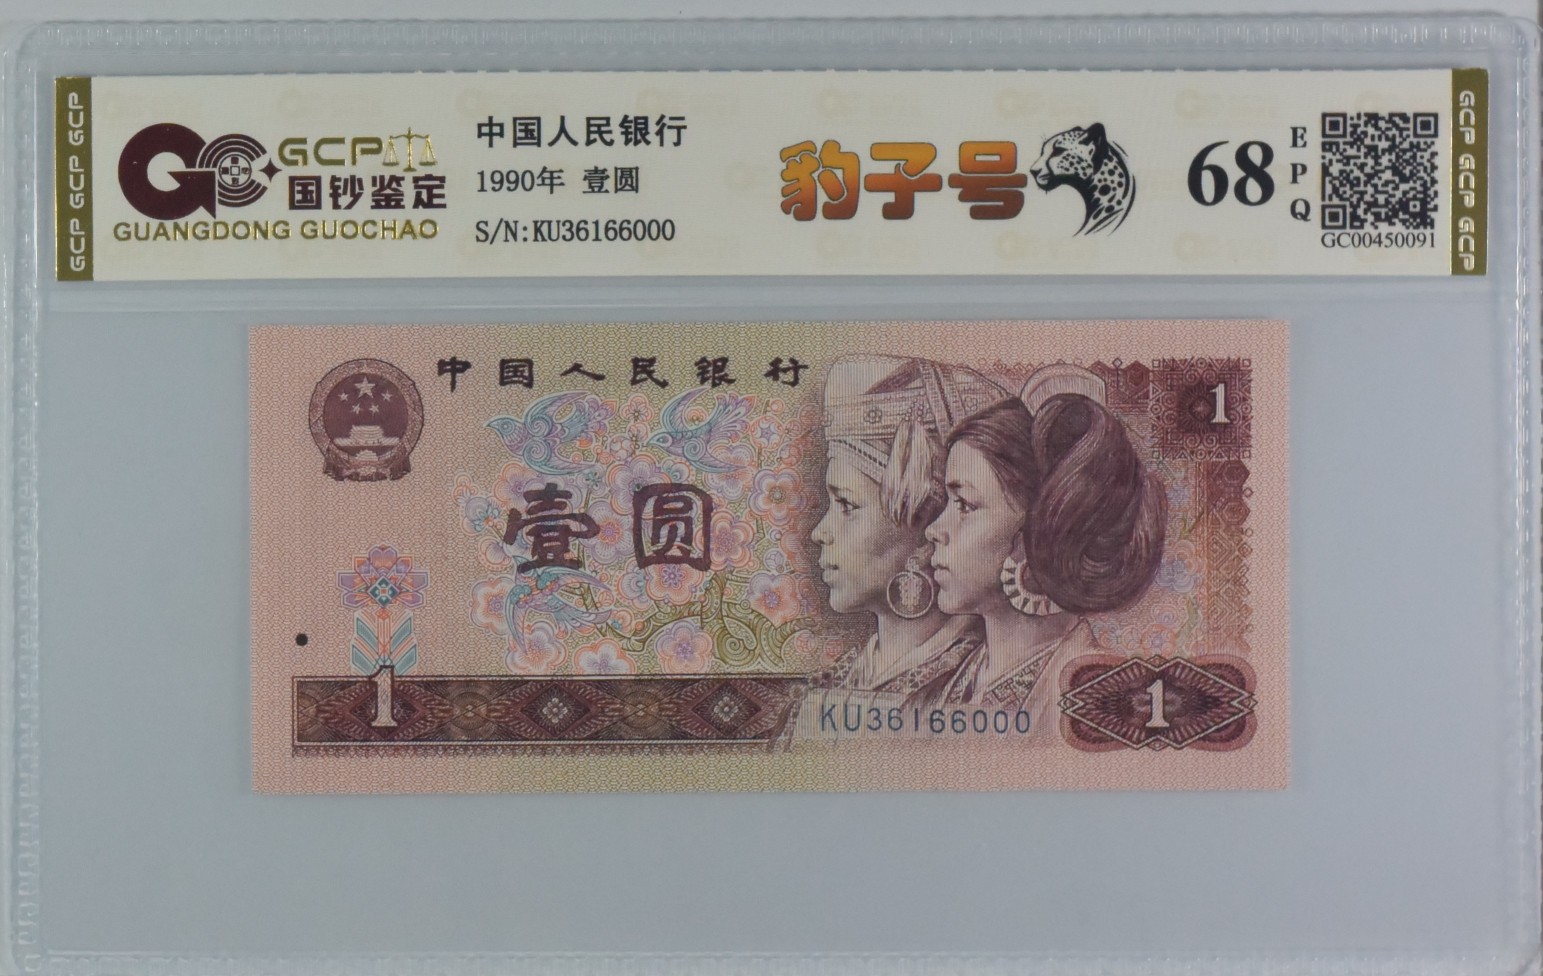 GCP GCP GCP
GCP
国钞鉴定
GUANGDONG GUOCHAO
中国人民银行
1990年 壹圆
S/N:KU36166000
豹子号
68
EPQ
GC00450091
GCP GCP GCP
中国人民银行
1
壹圆
1
KU36166000
1